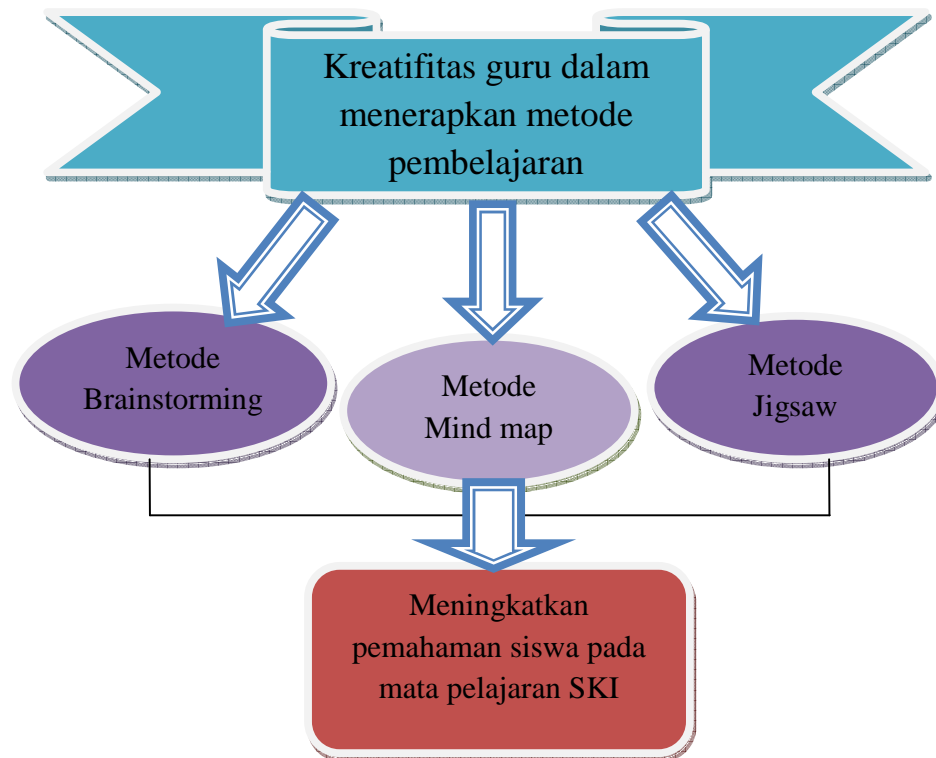 Kreatifitas guru dalam
menerapkan metode
pembelajaran
Metode
Brainstorming
Metode
Mind map
Metode
Jigsaw
Meningkatkan
pemahaman siswa pada
mata pelajaran SKI